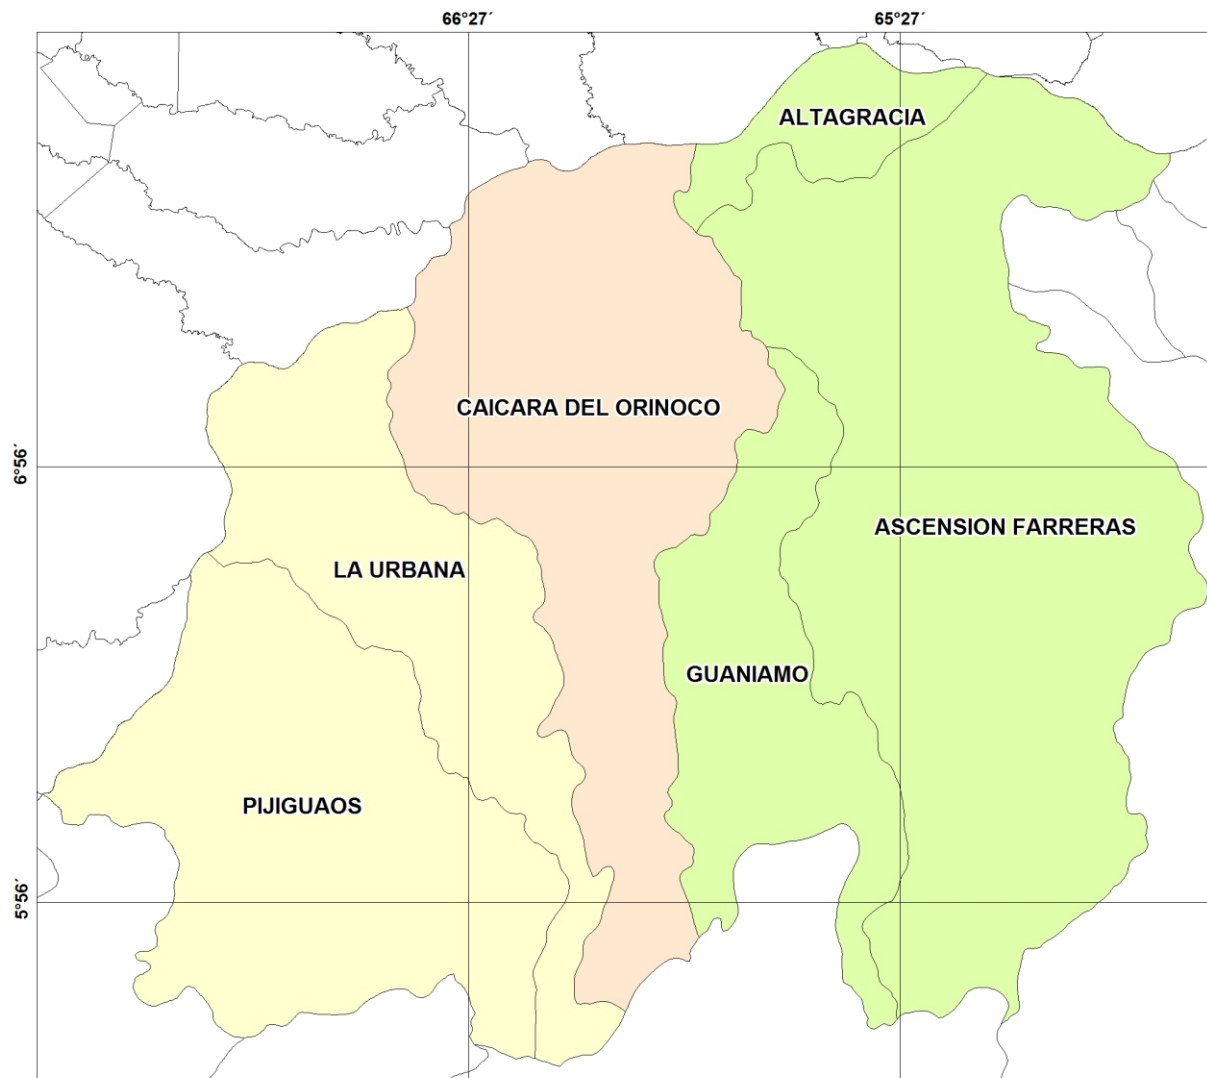 66°27´
65°27´
ALTAGRACIA
CAICARA DEL ORINOCO
6°56´
ASCENSION FARRERAS
LA URBANA
GUANIAMO
PIJIGUAOS
5°56´